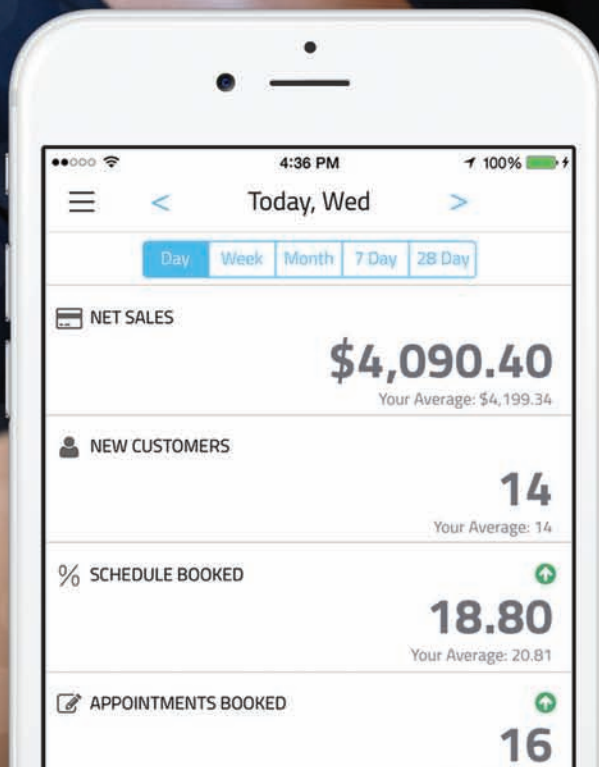 4:36 PM
100%
< Today, Wed >
Day Week Month 7 Day 28 Day
NET SALES
$4,090.40
Your Average: $4,199.34
NEW CUSTOMERS
14
Your Average: 14
% SCHEDULE BOOKED
18.80
Your Average: 20.81
APPOINTMENTS BOOKED
16